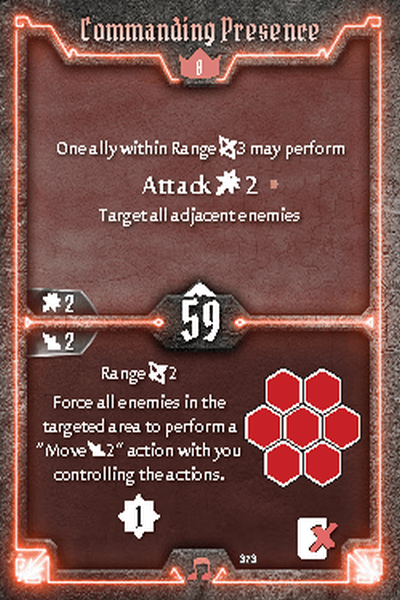 Commanding Presence
8
One ally within Range 3 may perform
Attack 2
Target all adjacent enemies
2
59
2
Range 2
Force all enemies in the
targeted area to perform a
"Move 2" action with you
controlling the actions.
1